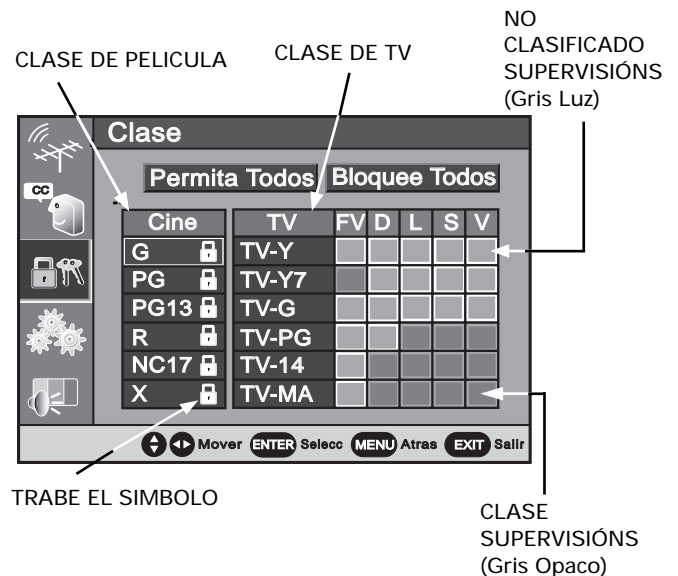 NO
CLASIFICADO
SUPERVISIÓNS
(Gris Luz)
CLASE DE PELICULA
CLASE DE TV
Clase
CC
Permita Todos Bloquee Todos
Cine TV FV D L S V
G TV-Y
PG TV-Y7
PG13 TV-G
R TV-PG
NC17 TV-14
X TV-MA
Mover ENTER Selecc MENU Atras EXIT Salir
TRABE EL SIMBOLO
CLASE
SUPERVISIÓNS
(Gris Opaco)